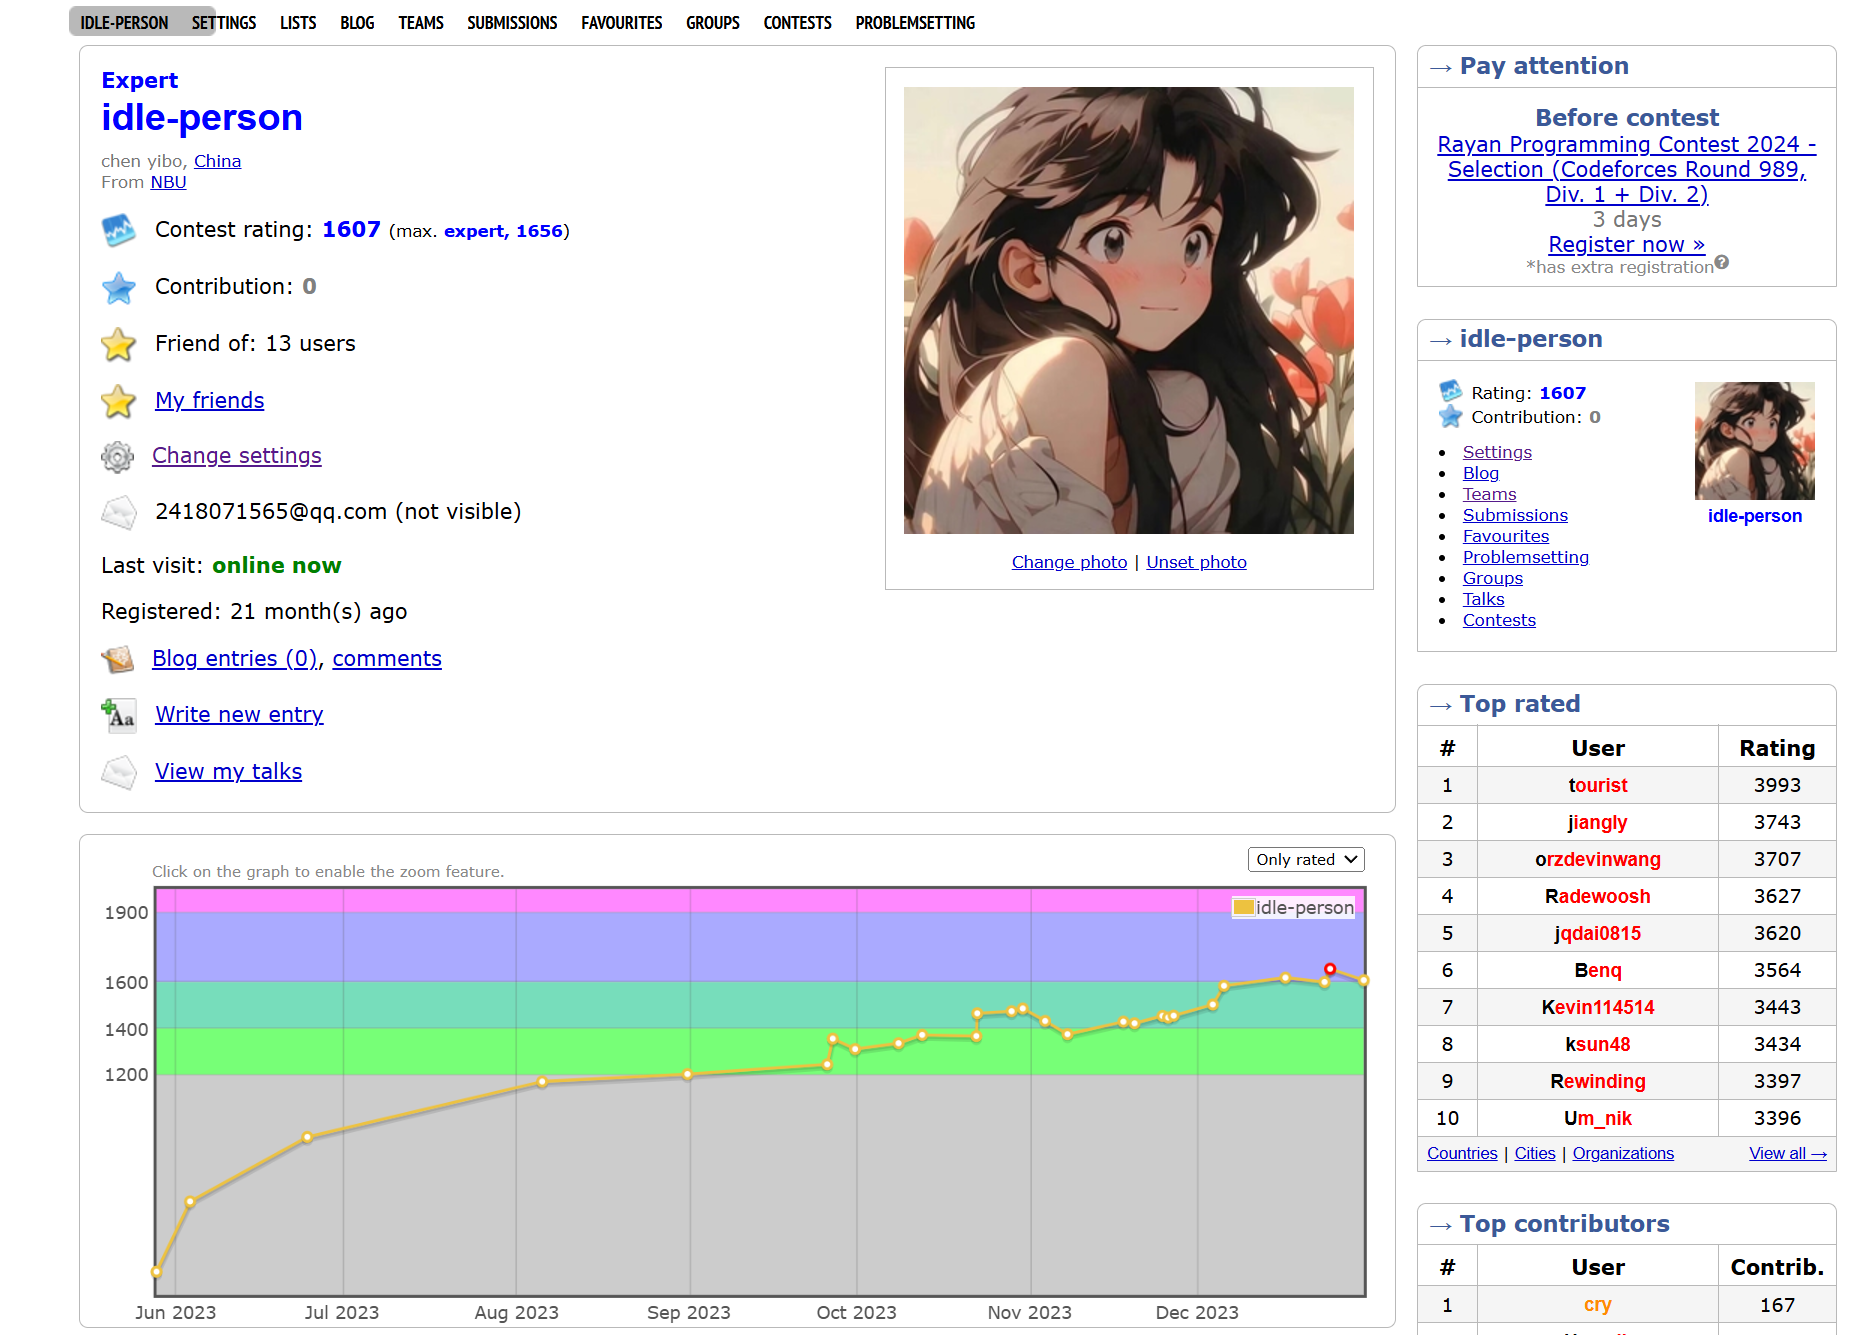 IDLE-PERSON SETTINGS LISTS BLOG TEAMS SUBMISSIONS FAVOURITES GROUPS CONTESTS PROBLEMSETTING
Expert
idle-person
chen yibo, China
From NBU
Contest rating: 1607 (max. expert, 1656)
Contribution: 0
Friend of: 13 users
My friends
Change settings
2418071565@qq.com (not visible)
Last visit: online now
Registered: 21 month(s) ago
Blog entries (0), comments
Write new entry
View my talks
Change photo | Unset photo
Click on the graph to enable the zoom feature.
Only rated
idle-person
1900
1600
1400
1200
Jun 2023 Jul 2023 Aug 2023 Sep 2023 Oct 2023 Nov 2023 Dec 2023
→ Pay attention
Before contest
Rayan Programming Contest 2024 -
Selection (Codeforces Round 989,
Div. 1 + Div. 2)
3 days
Register now »
*has extra registration?
→ idle-person
Rating: 1607
Contribution: 0
Settings
Blog
Teams
Submissions
Favourites
Problemsetting
Groups
Talks
Contests
idle-person
→ Top rated
# User Rating
1 tourist 3993
2 jiangly 3743
3 orzdevinwang 3707
4 Radewoosh 3627
5 jqdai0815 3620
6 Benq 3564
7 Kevin114514 3443
8 ksun48 3434
9 Rewinding 3397
10 Um_nik 3396
Countries | Cities | Organizations View all →
→ Top contributors
# User Contrib.
1 cry 167